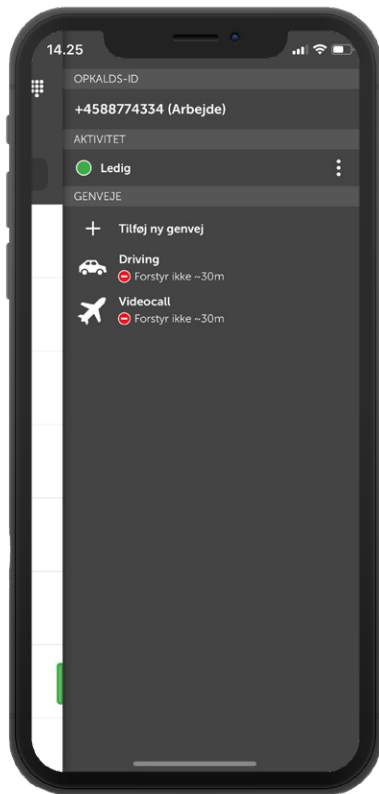 14.25
OPKALDS-ID
+4588774334 (Arbejde)
AKTIVITET
Ledig
GENVEJE
Tilføj ny genvej
Driving
Forstyr ikke ~30m
Videocall
Forstyr ikke ~30m